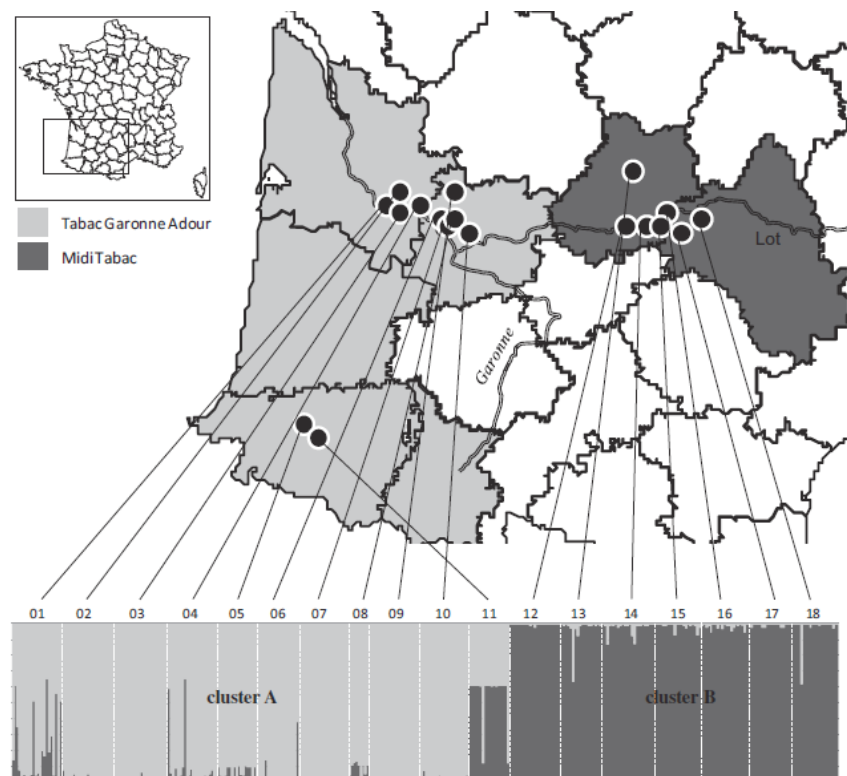 Tabac Garonne Adour
MidiTabac
Lot
Garonne
01 02 03 04 05 06 07 08 09 10 11 12 13 14 15 16 17 18
cluster A cluster B